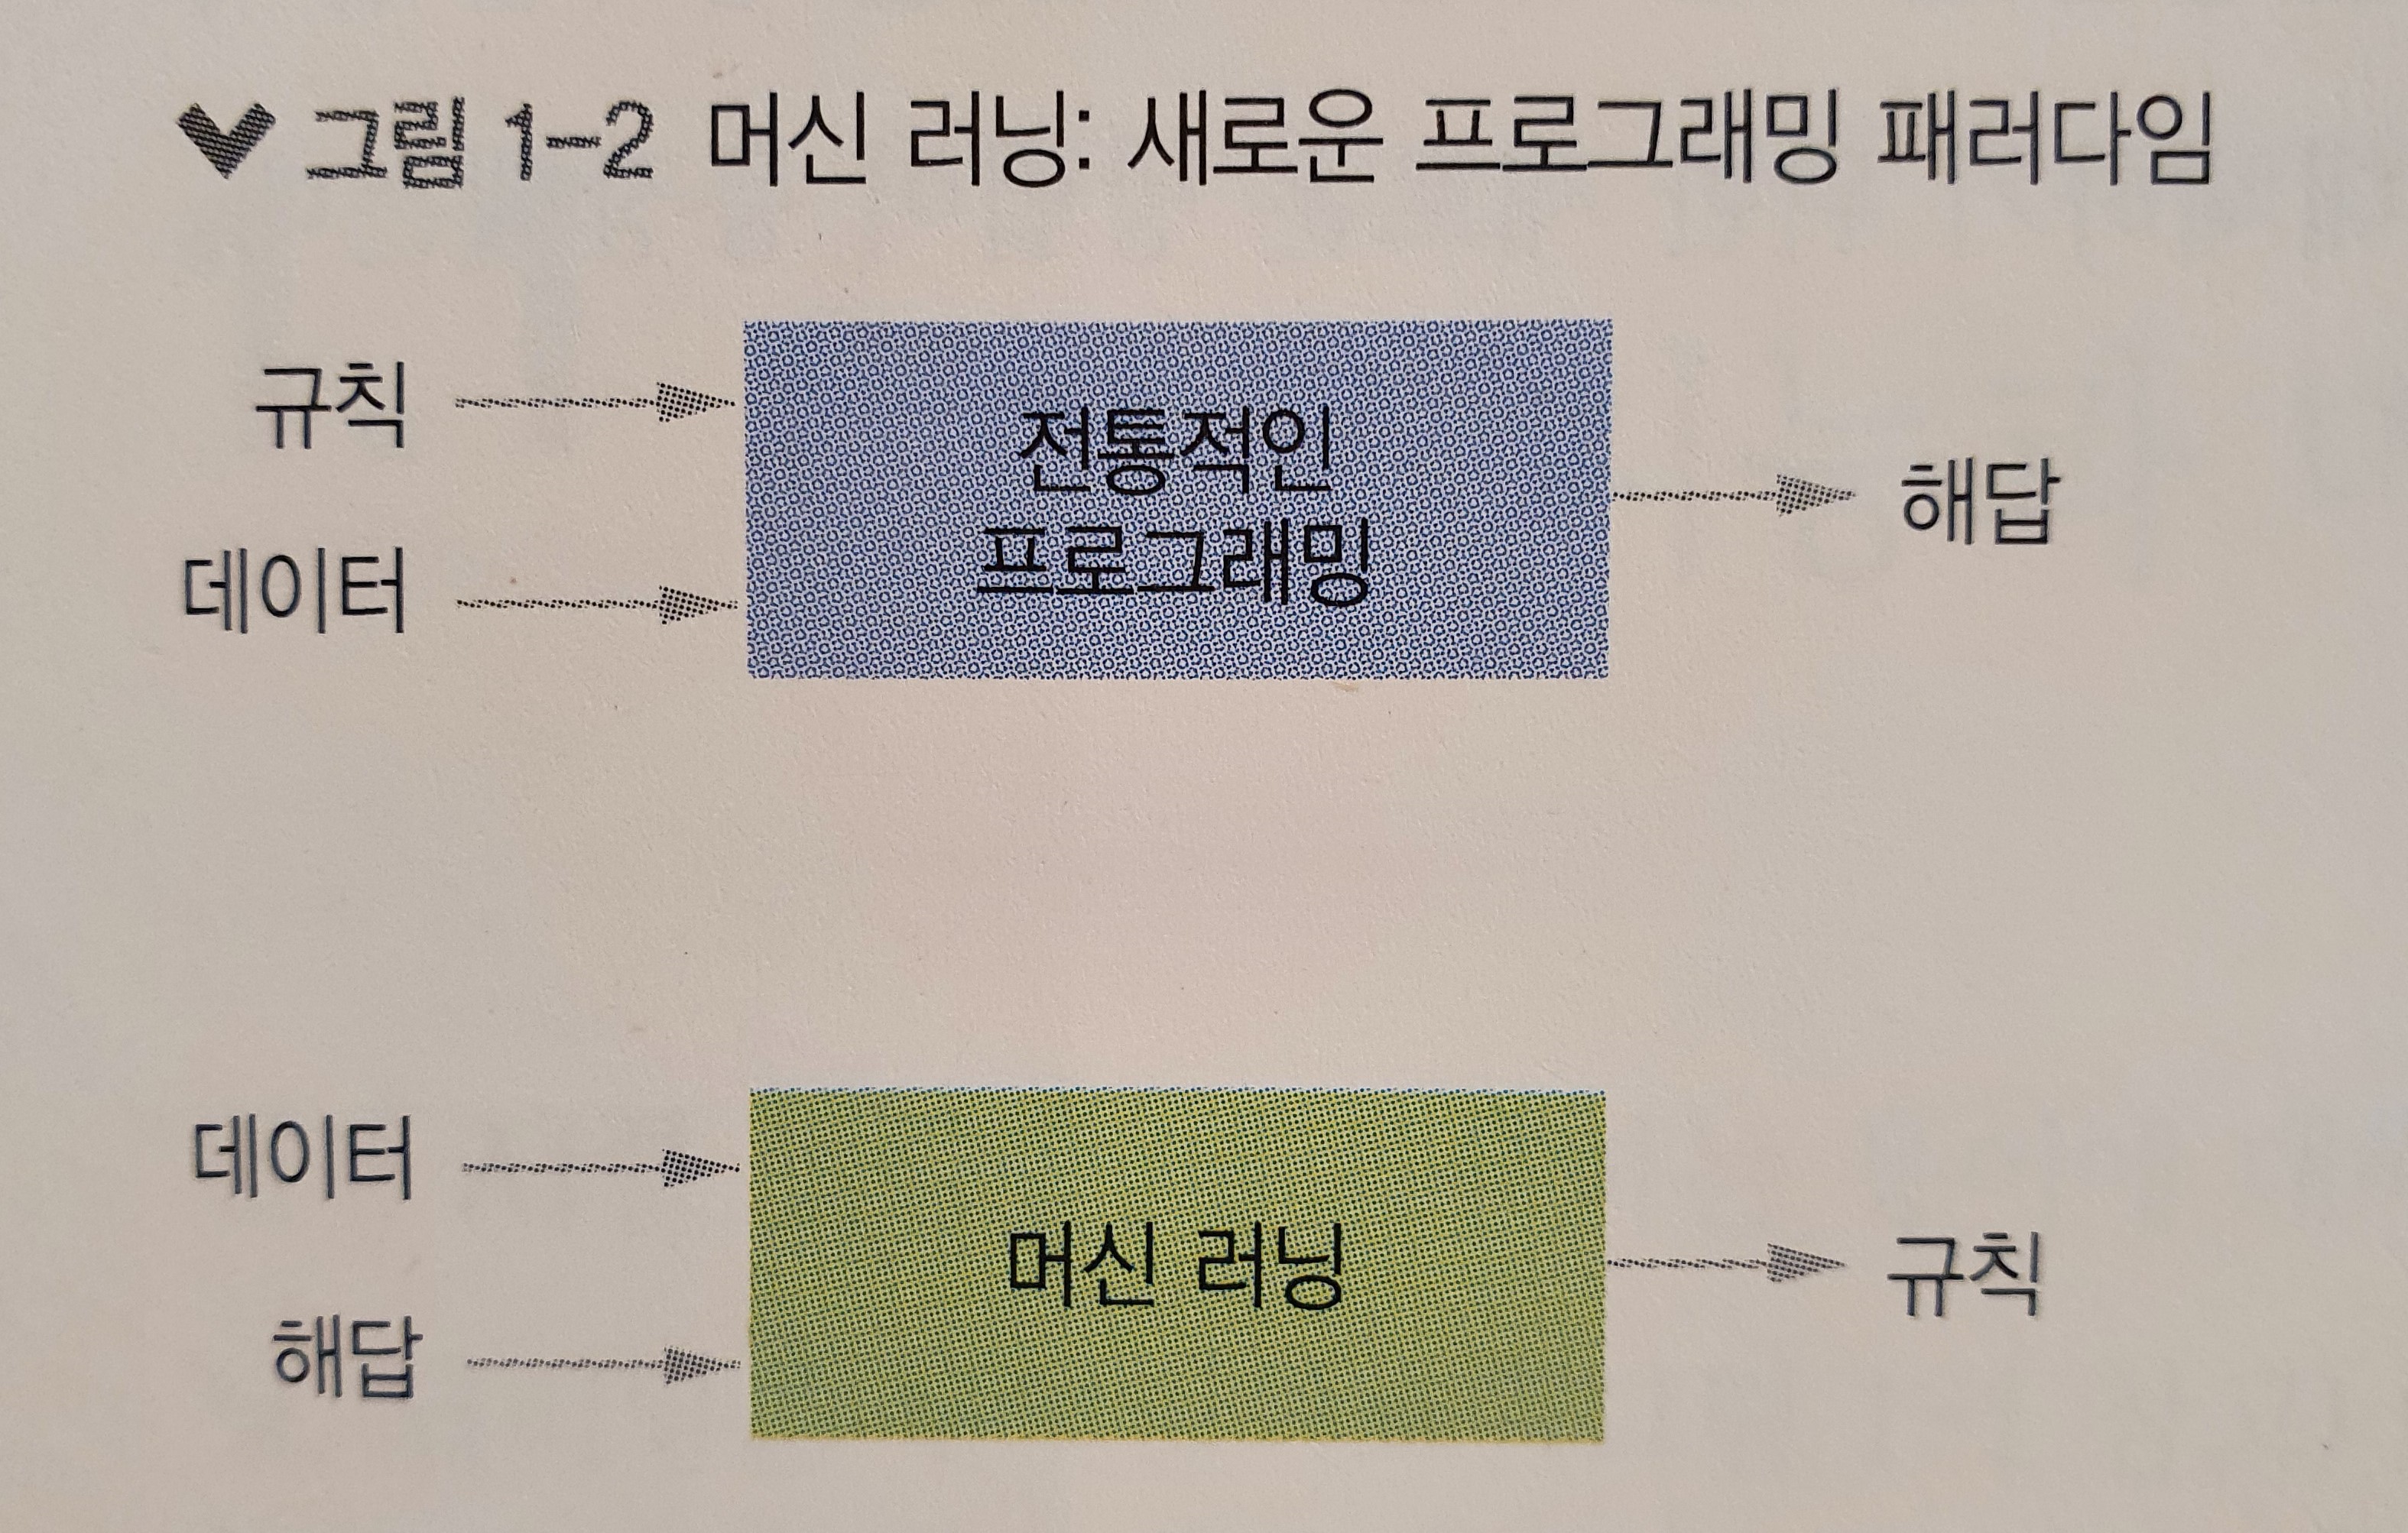 그림 1-2 머신 러닝: 새로운 프로그래밍 패러다임
규칙
데이터
전통적인
프로그래밍
해답
데이터
해답
머신 러닝
규칙